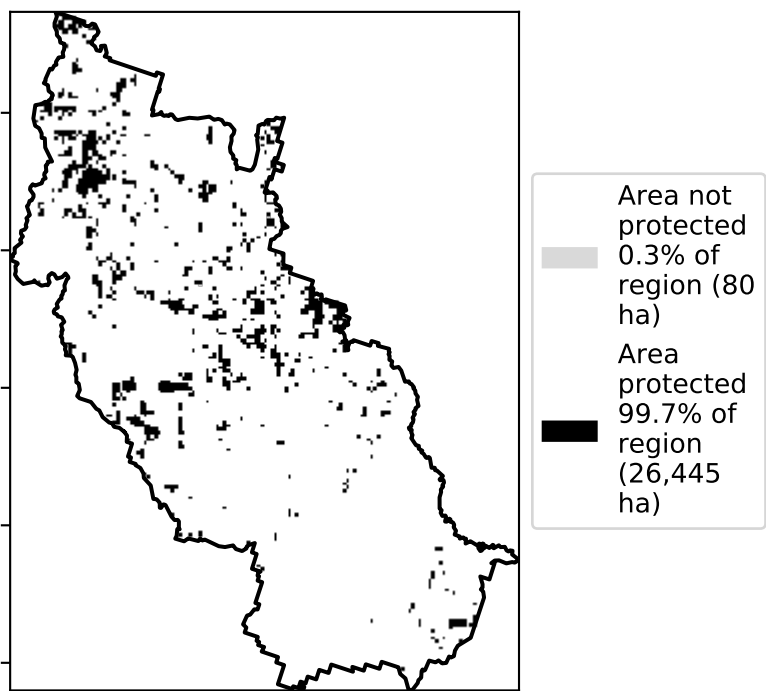 Area not
protected
0.3% of
region (80
ha)
Area
protected
99.7% of
region
(26,445
ha)